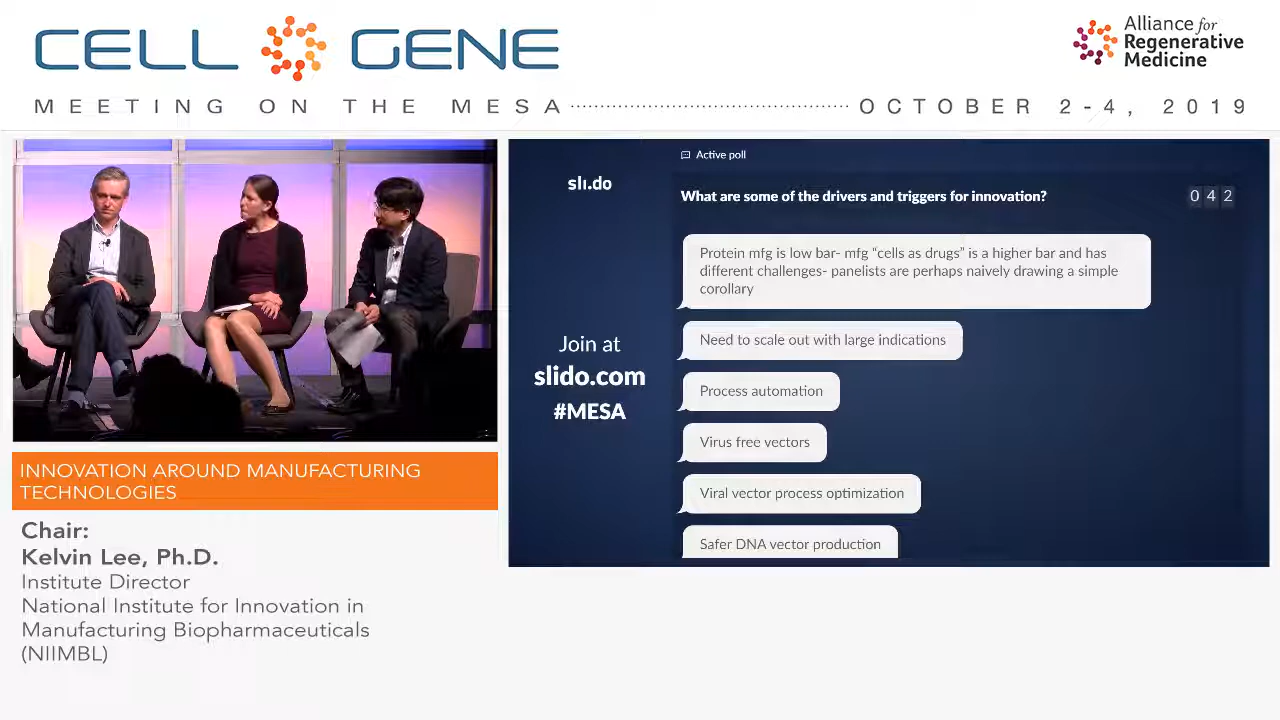 CELL GENE
Alliance for
Regenerative
Medicine
MEETING ON THE MESA
OCTOBER 2-4, 2019
sli.do
Active poll
What are some of the drivers and triggers for innovation?
042
Protein mfg is low bar- mfg “cells as drugs” is a higher bar and has
different challenges- panelists are perhaps naively drawing a simple
corollary
Need to scale out with large indications
Process automation
Virus free vectors
Viral vector process optimization
Safer DNA vector production
Join at
slido.com
#MESA
INNOVATION AROUND MANUFACTURING
TECHNOLOGIES
Chair:
Kelvin Lee, Ph.D.
Institute Director
National Institute for Innovation in
Manufacturing Biopharmaceuticals
(NIIMBL)